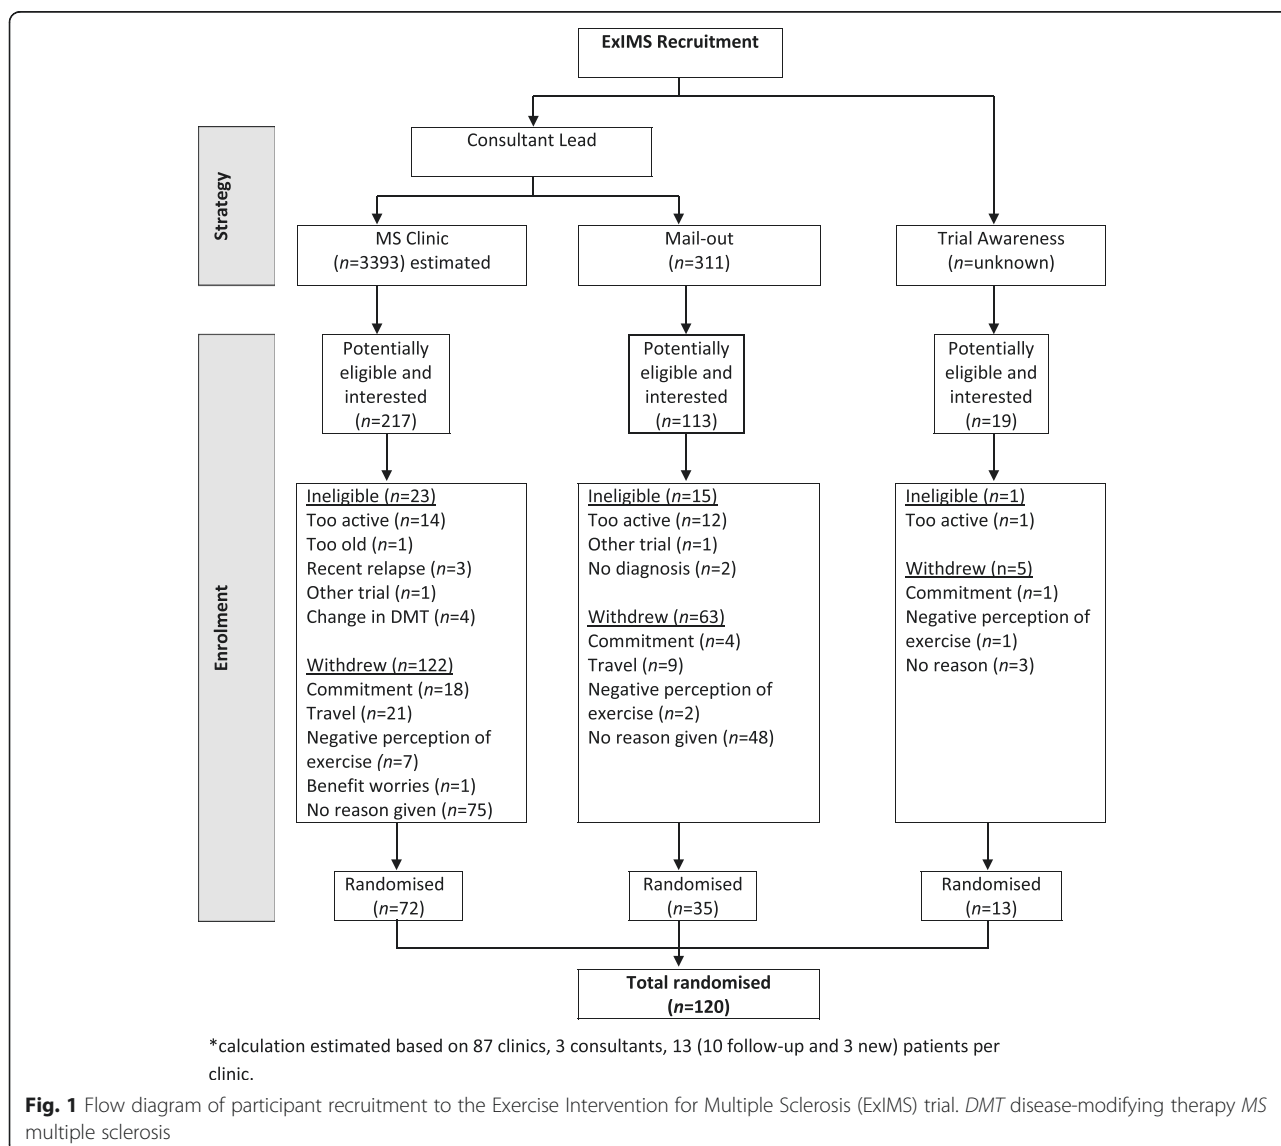 ExIMS Recruitment
Strategy
Consultant Lead
MS Clinic
(n=3393) estimated
Mail-out
(n=311)
Trial Awareness
(n=unknown)
Enrolment
Potentially
eligible and
interested
(n=217)
Potentially
eligible and
interested
(n=113)
Potentially
eligible and
interested
(n=19)
Ineligible (n=23)
Too active (n=14)
Too old (n=1)
Recent relapse (n=3)
Other trial (n=1)
Change in DMT (n=4)
Withdrew (n=122)
Commitment (n=18)
Travel (n=21)
Negative perception of
exercise (n=7)
Benefit worries (n=1)
No reason given (n=75)
Ineligible (n=15)
Too active (n=12)
Other trial (n=1)
No diagnosis (n=2)
Withdrew (n=63)
Commitment (n=4)
Travel (n=9)
Negative perception of
exercise (n=2)
No reason given (n=48)
Ineligible (n=1)
Too active (n=1)
Withdrew (n=5)
Commitment (n=1)
Negative perception of
exercise (n=1)
No reason (n=3)
Randomised
(n=72)
Randomised
(n=35)
Randomised
(n=13)
Total randomised
(n=120)
*calculation estimated based on 87 clinics, 3 consultants, 13 (10 follow-up and 3 new) patients per
clinic.
Fig. 1 Flow diagram of participant recruitment to the Exercise Intervention for Multiple Sclerosis (ExIMS) trial. DMT disease-modifying therapy MS
multiple sclerosis